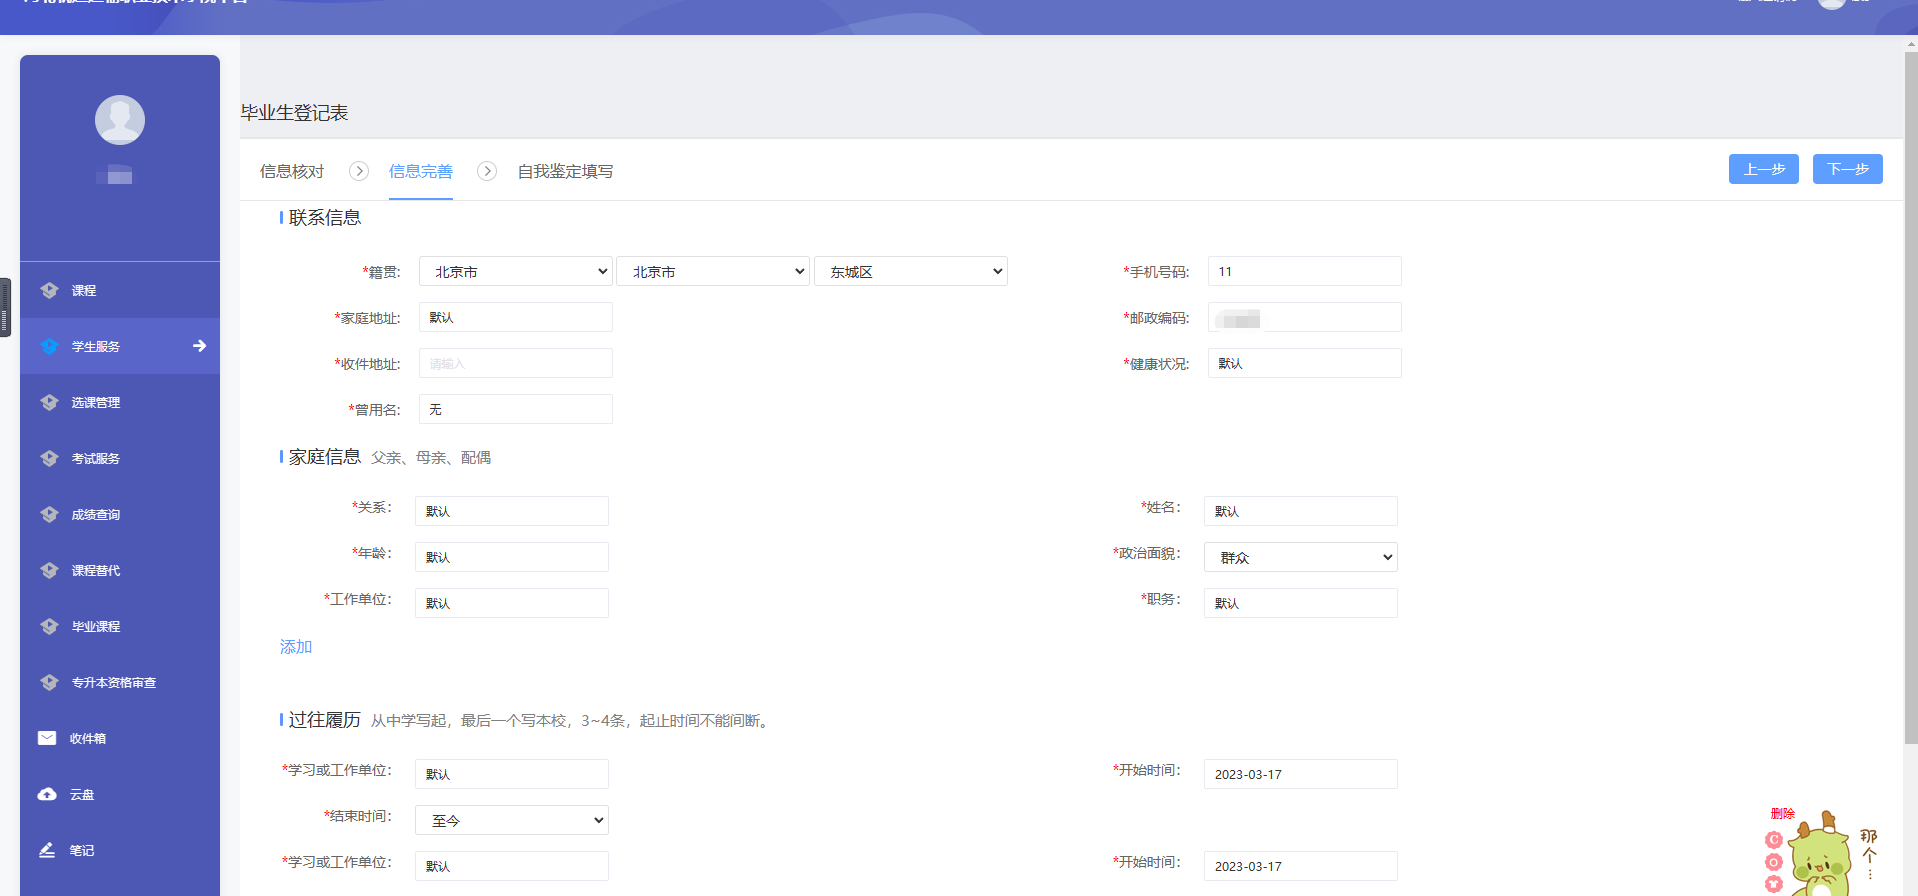 毕业生登记表
信息核对
信息完善
自我鉴定填写
上一步
下一步
课程
学生服务
选课管理
考试服务
成绩查询
课程替代
毕业课程
专升本资格审查
收件箱
云盘
笔记
联系信息
*籍贯: 北京市 北京市 东城区 *手机号码: 11
*家庭地址: 默认 *邮政编码:
*收件地址: 请输入 *健康状况: 默认
*曾用名: 无
家庭信息 父亲、母亲、配偶
*关系: 默认 *姓名: 默认
*年龄: 默认 *政治面貌: 群众
*工作单位: 默认 *职务: 默认
添加
过往履历 从中学写起，最后一个写本校，3~4条，起止时间不能间断。
*学习或工作单位: 默认 *开始时间: 2023-03-17
*结束时间: 至今
删除
*学习或工作单位: 默认 *开始时间: 2023-03-17
那个…